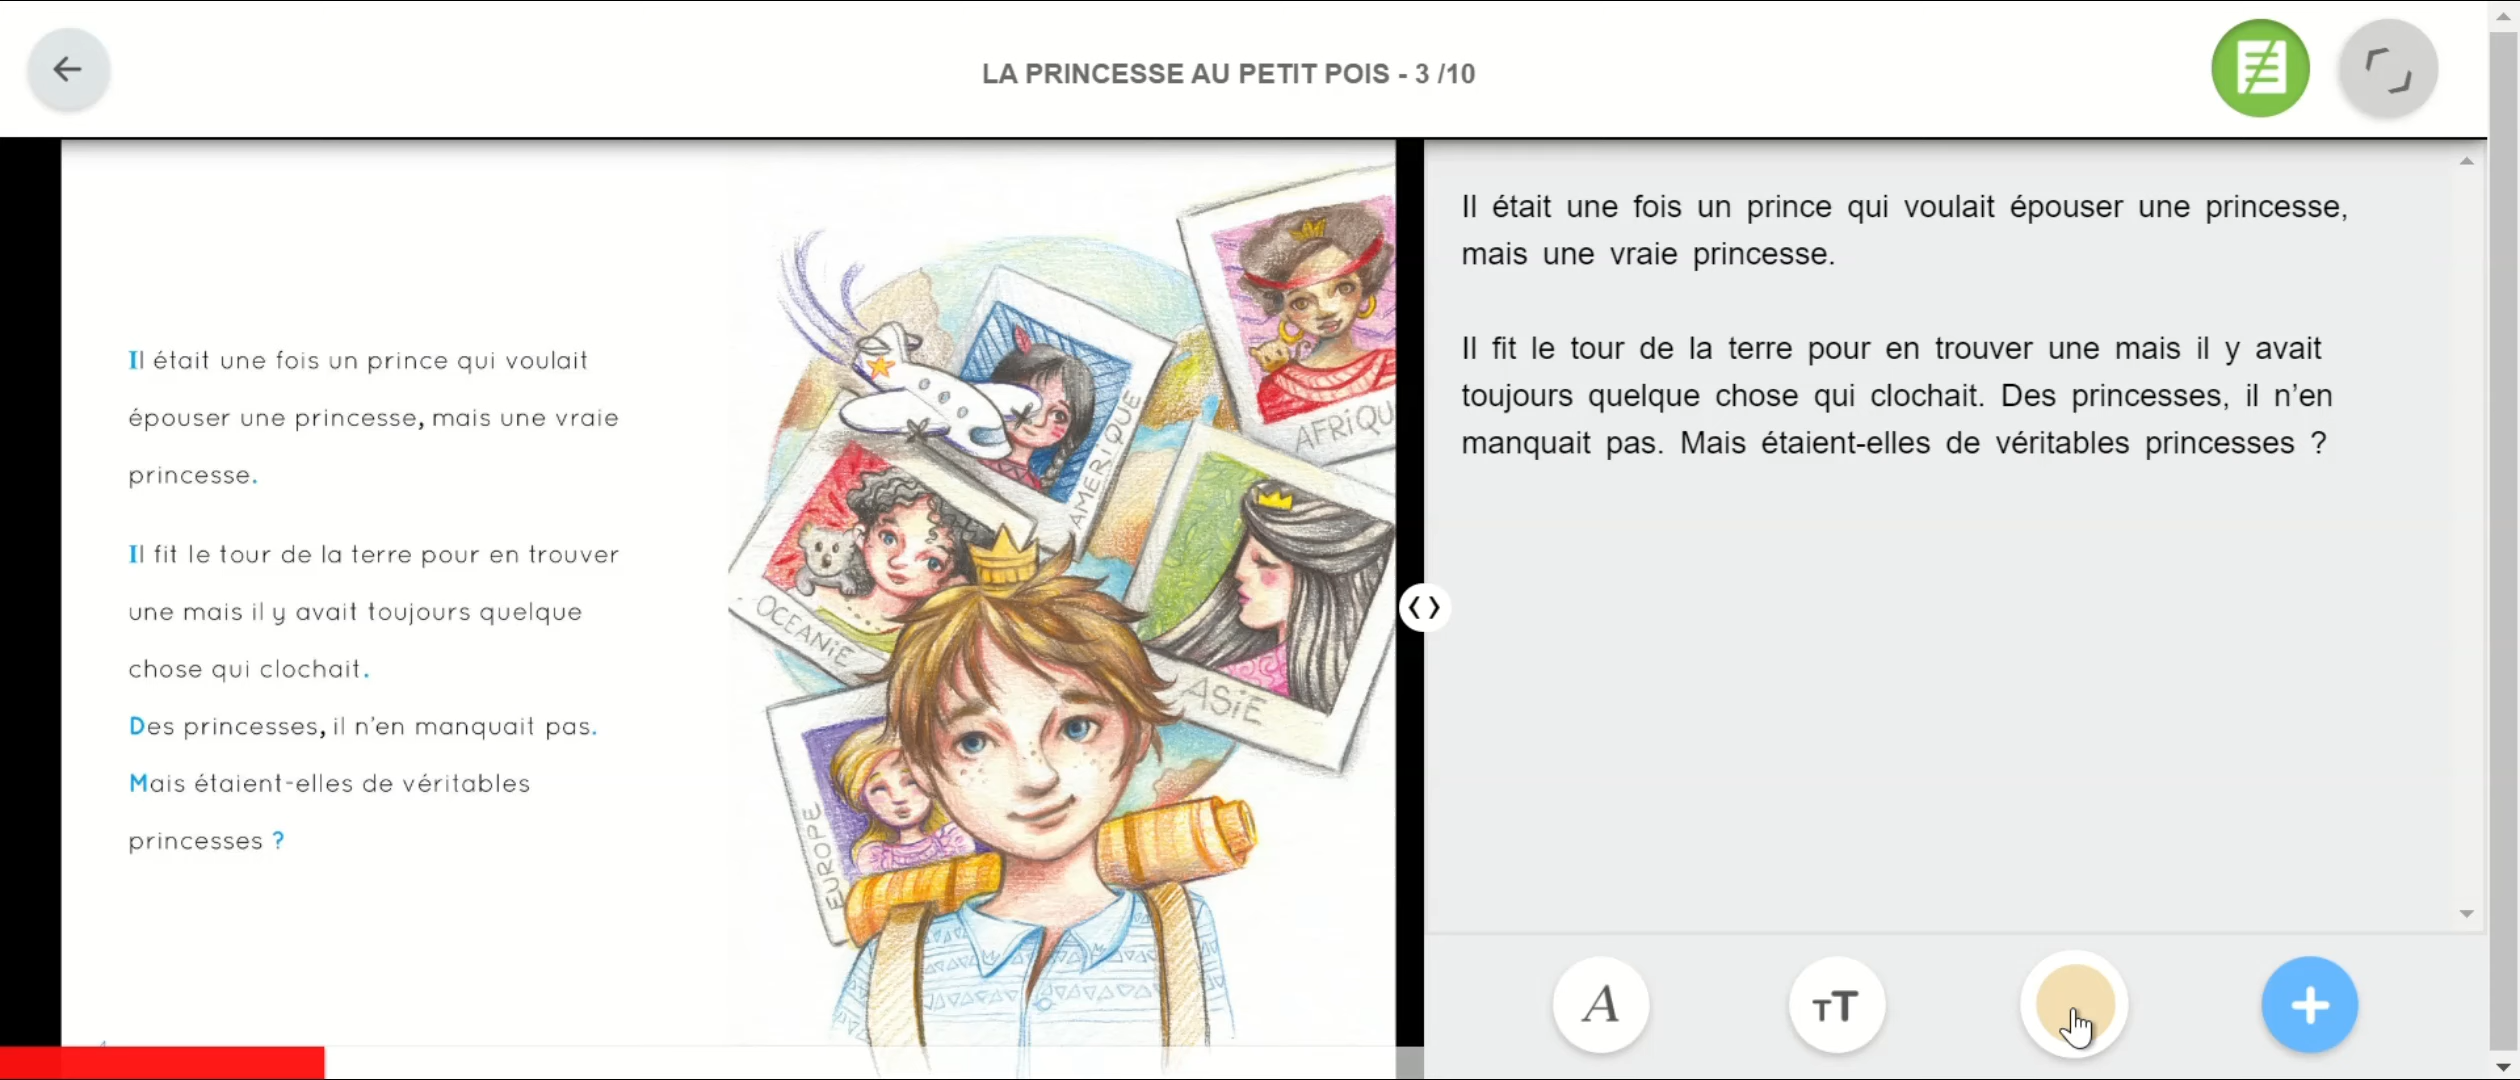 LA PRINCESSE AU PETIT POIS - 3 /10
Il était une fois un prince qui voulait
épouser une princesse, mais une vraie
princesse.
Il fit le tour de la terre pour en trouver
une mais il y avait toujours quelque
chose qui clochait.
Des princesses, il n’en manquait pas.
Mais étaient-elles de véritables
princesses ?
AFRiQU
AMERiQUE
OCEANiE
ASiE
EUROPE
Il était une fois un prince qui voulait épouser une princesse,
mais une vraie princesse.
Il fit le tour de la terre pour en trouver une mais il y avait
toujours quelque chose qui clochait. Des princesses, il n’en
manquait pas. Mais étaient-elles de véritables princesses ?
A
TT